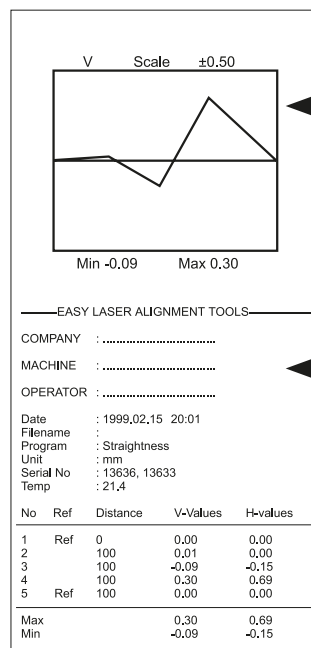 V Scale ±0.50
Min -0.09 Max 0.30
EASY LASER ALIGNMENT TOOLS
COMPANY : ................................
MACHINE : ................................
OPERATOR : ................................
Date : 1999.02.15 20:01
Filename :
Program : Straightness
Unit : mm
Serial No : 13636, 13633
Temp : 21.4
No Ref Distance V-Values H-values
1 Ref 0 0.00 0.00
2 100 0.01 0.00
3 100 -0.09 -0.15
4 100 0.30 0.69
5 Ref 100 0.00 0.00
Max 0.30 0.69
Min -0.09 -0.15